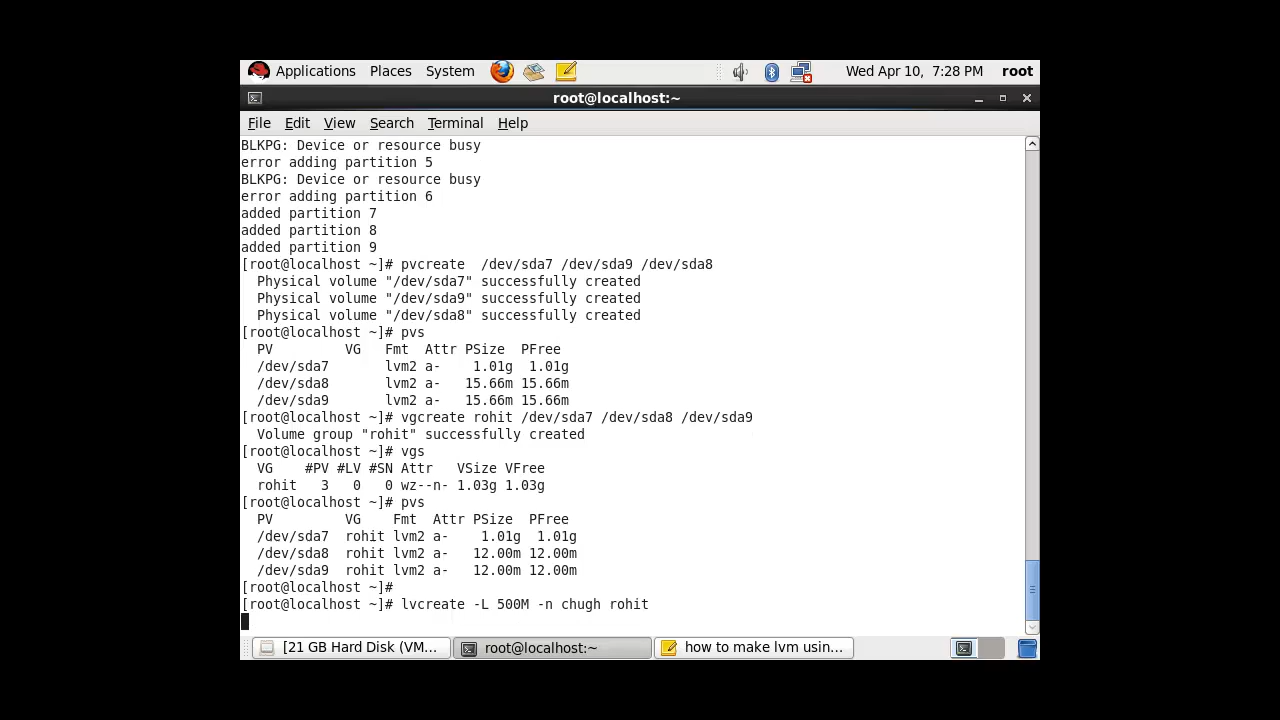 Applications Places System Wed Apr 10, 7:28 PM root
root@localhost:~
File Edit View Search Terminal Help
BLKPG: Device or resource busy
error adding partition 5
BLKPG: Device or resource busy
error adding partition 6
added partition 7
added partition 8
added partition 9
[root@localhost ~]# pvcreate  /dev/sda7 /dev/sda9 /dev/sda8
  Physical volume "/dev/sda7" successfully created
  Physical volume "/dev/sda9" successfully created
  Physical volume "/dev/sda8" successfully created
[root@localhost ~]# pvs
  PV         VG   Fmt  Attr PSize  PFree
  /dev/sda7       lvm2 a-    1.01g  1.01g
  /dev/sda8       lvm2 a-   15.66m 15.66m
  /dev/sda9       lvm2 a-   15.66m 15.66m
[root@localhost ~]# vgcreate rohit /dev/sda7 /dev/sda8 /dev/sda9
  Volume group "rohit" successfully created
[root@localhost ~]# vgs
  VG    #PV #LV #SN Attr   VSize VFree
  rohit   3   0   0 wz--n- 1.03g 1.03g
[root@localhost ~]# pvs
  PV         VG    Fmt  Attr PSize  PFree
  /dev/sda7  rohit lvm2 a-    1.01g  1.01g
  /dev/sda8  rohit lvm2 a-   12.00m 12.00m
  /dev/sda9  rohit lvm2 a-   12.00m 12.00m
[root@localhost ~]#
[root@localhost ~]# lvcreate -L 500M -n chugh rohit
[21 GB Hard Disk (VM... root@localhost:~ how to make lvm usin...